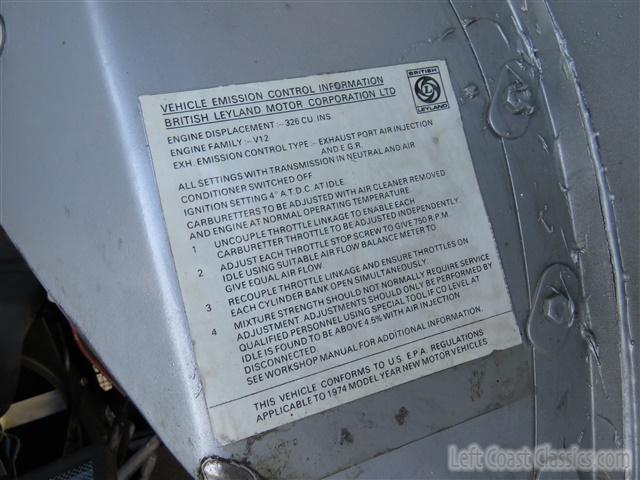 VEHICLE EMISSION CONTROL INFORMATION
BRITISH LEYLAND MOTOR CORPORATION LTD
BRITISH
LEYLAND
ENGINE DISPLACEMENT:- 326 CU. INS.
ENGINE FAMILY:- V12
EXH. EMISSION CONTROL TYPE:- EXHAUST PORT AIR INJECTION
AND E.G.R.
ALL SETTINGS WITH TRANSMISSION IN NEUTRAL AND AIR
CONDITIONER SWITCHED OFF
IGNITION SETTING 4° A.T.D.C. AT IDLE
CARBURETTERS TO BE ADJUSTED WITH AIR CLEANER REMOVED
AND ENGINE AT NORMAL OPERATING TEMPERATURE.
1 UNCOUPLE THROTTLE LINKAGE TO ENABLE EACH
CARBURETTER THROTTLE TO BE ADJUSTED INDEPENDENTLY.
2 ADJUST EACH THROTTLE STOP SCREW TO GIVE 750 R.P.M.
IDLE USING SUITABLE AIR FLOW BALANCE METER TO
GIVE EQUAL AIR FLOW.
3 RECOUPLE THROTTLE LINKAGE AND ENSURE THROTTLES ON
EACH CYLINDER BANK OPEN SIMULTANEOUSLY.
4 MIXTURE STRENGTH SHOULD NOT NORMALLY REQUIRE SERVICE
ADJUSTMENT. ADJUSTMENTS SHOULD ONLY BE PERFORMED BY
QUALIFIED PERSONNEL USING SPECIAL TOOL IF CO LEVEL AT
IDLE IS FOUND TO BE ABOVE 4.5% WITH AIR INJECTION
DISCONNECTED.
SEE WORKSHOP MANUAL FOR ADDITIONAL INFORMATION.
THIS VEHICLE CONFORMS TO U.S. E.P.A. REGULATIONS
APPLICABLE TO 1974 MODEL YEAR NEW MOTOR VEHICLES
Left Coast Classics.com